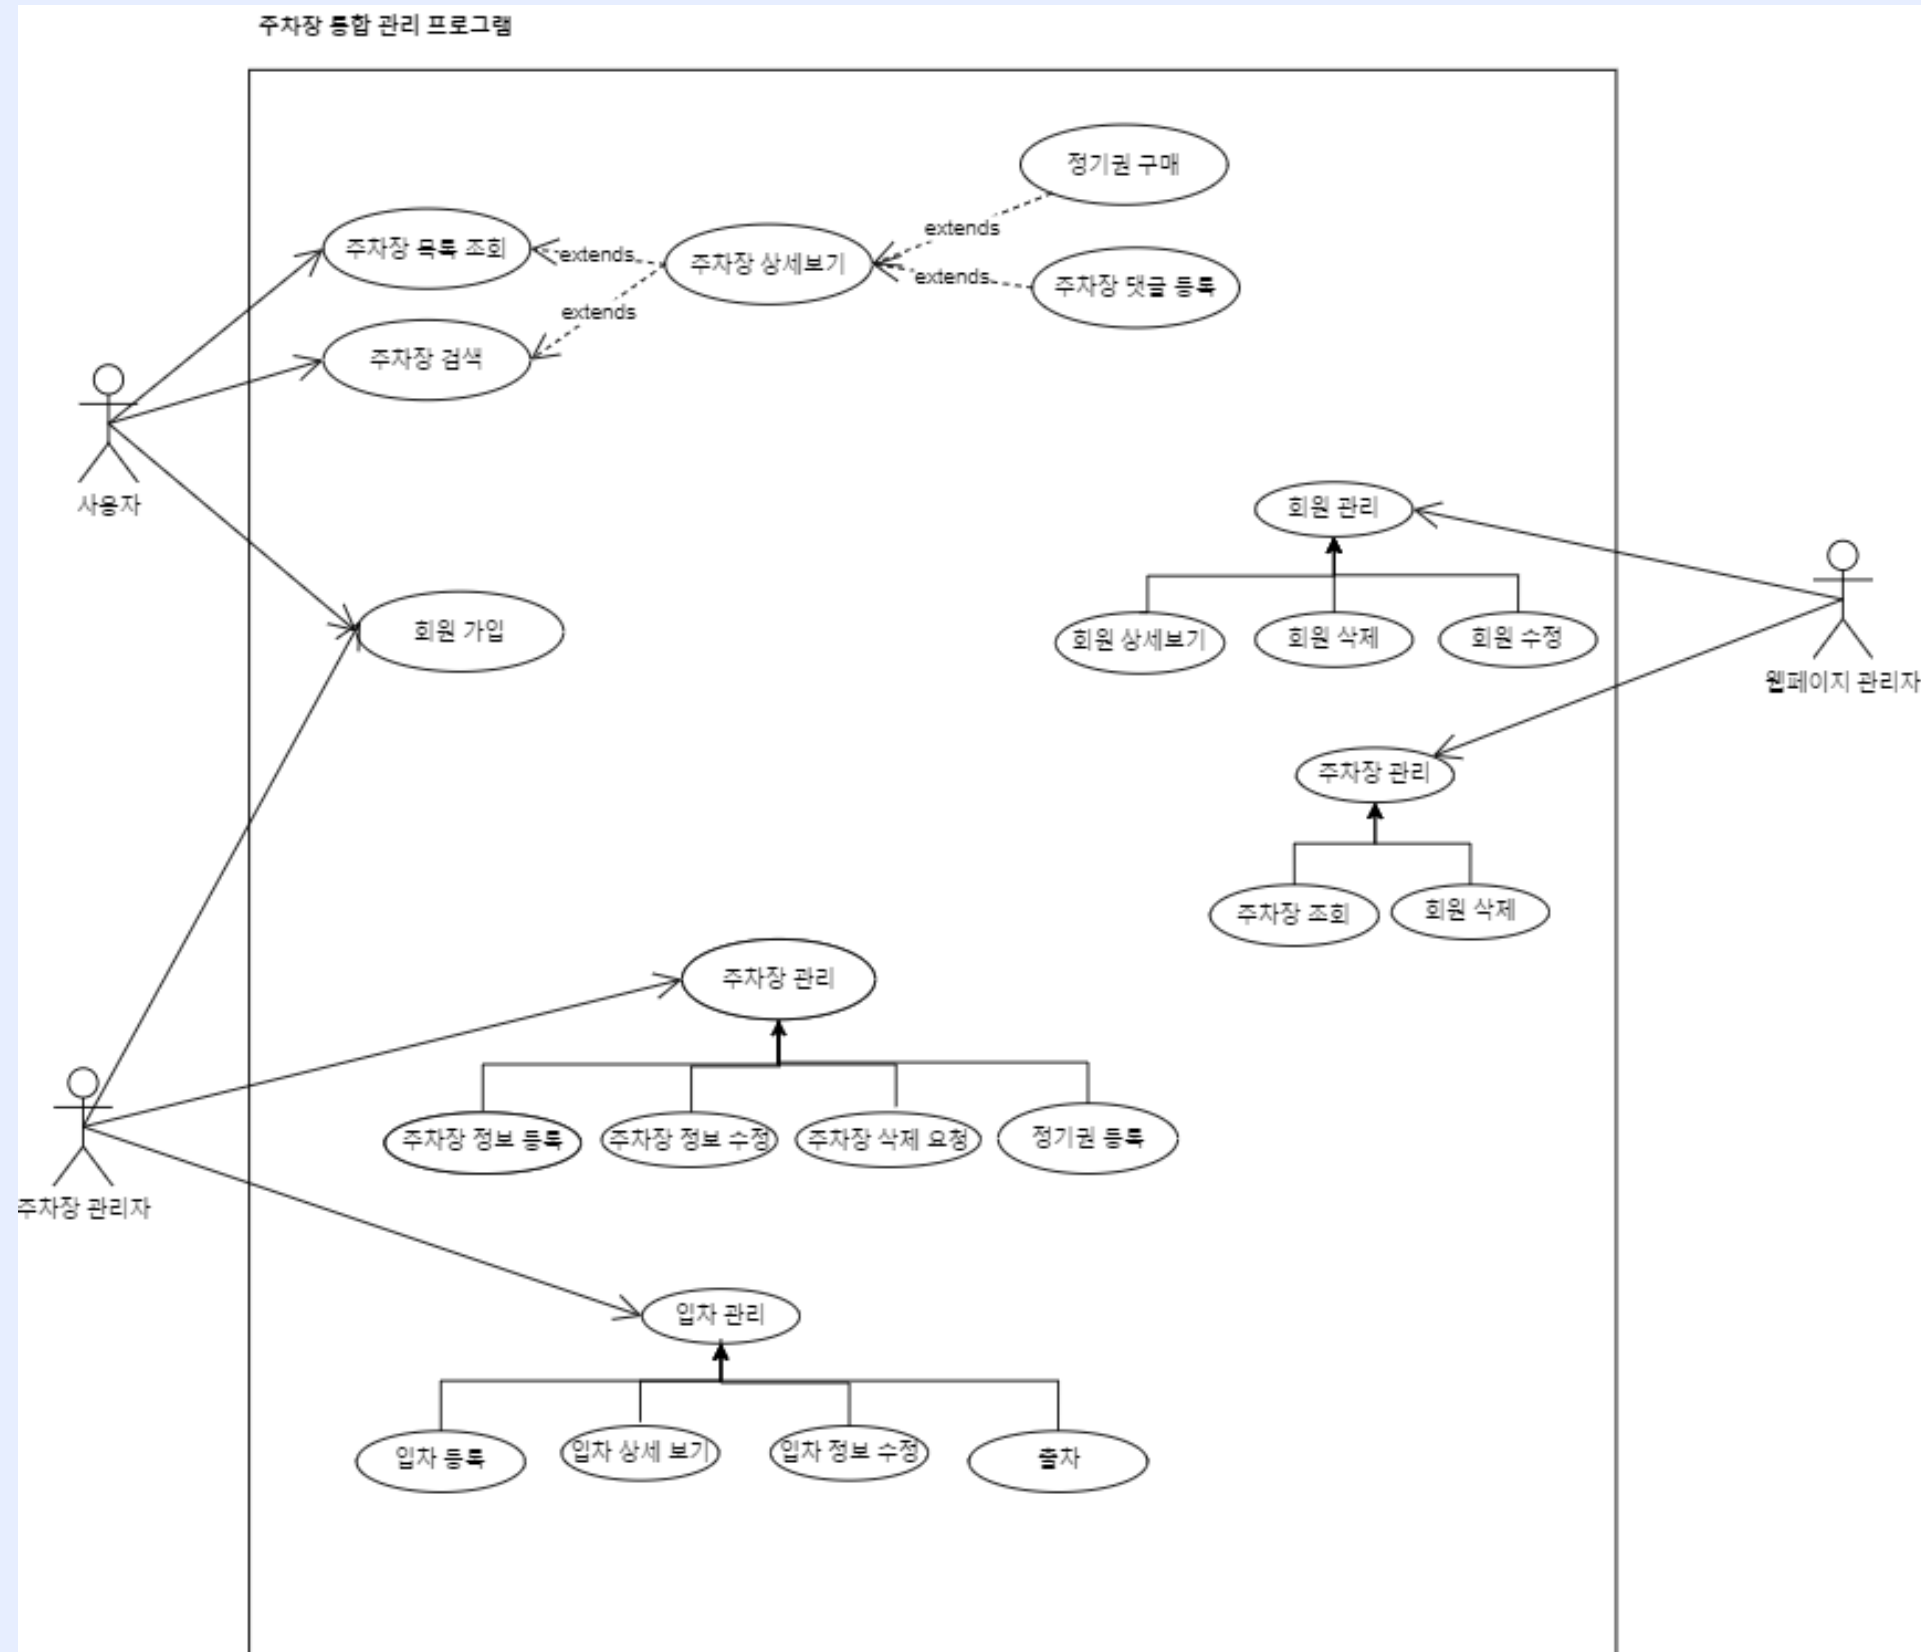 주차장 통합 관리 프로그램
정기권 구매
주차장 목록 조회
extends
주차장 상세보기
extends
extends
주차장 댓글 등록
extends
주차장 검색
사용자
회원 관리
회원 가입
회원 상세보기
회원 삭제
회원 수정
웹페이지 관리자
주차장 관리
주차장 조회
회원 삭제
주차장 관리
주차장 정보 등록
주차장 정보 수정
주차장 삭제 요청
정기권 등록
주차장 관리자
입차 관리
입차 등록
입차 상세 보기
입차 정보 수정
출차